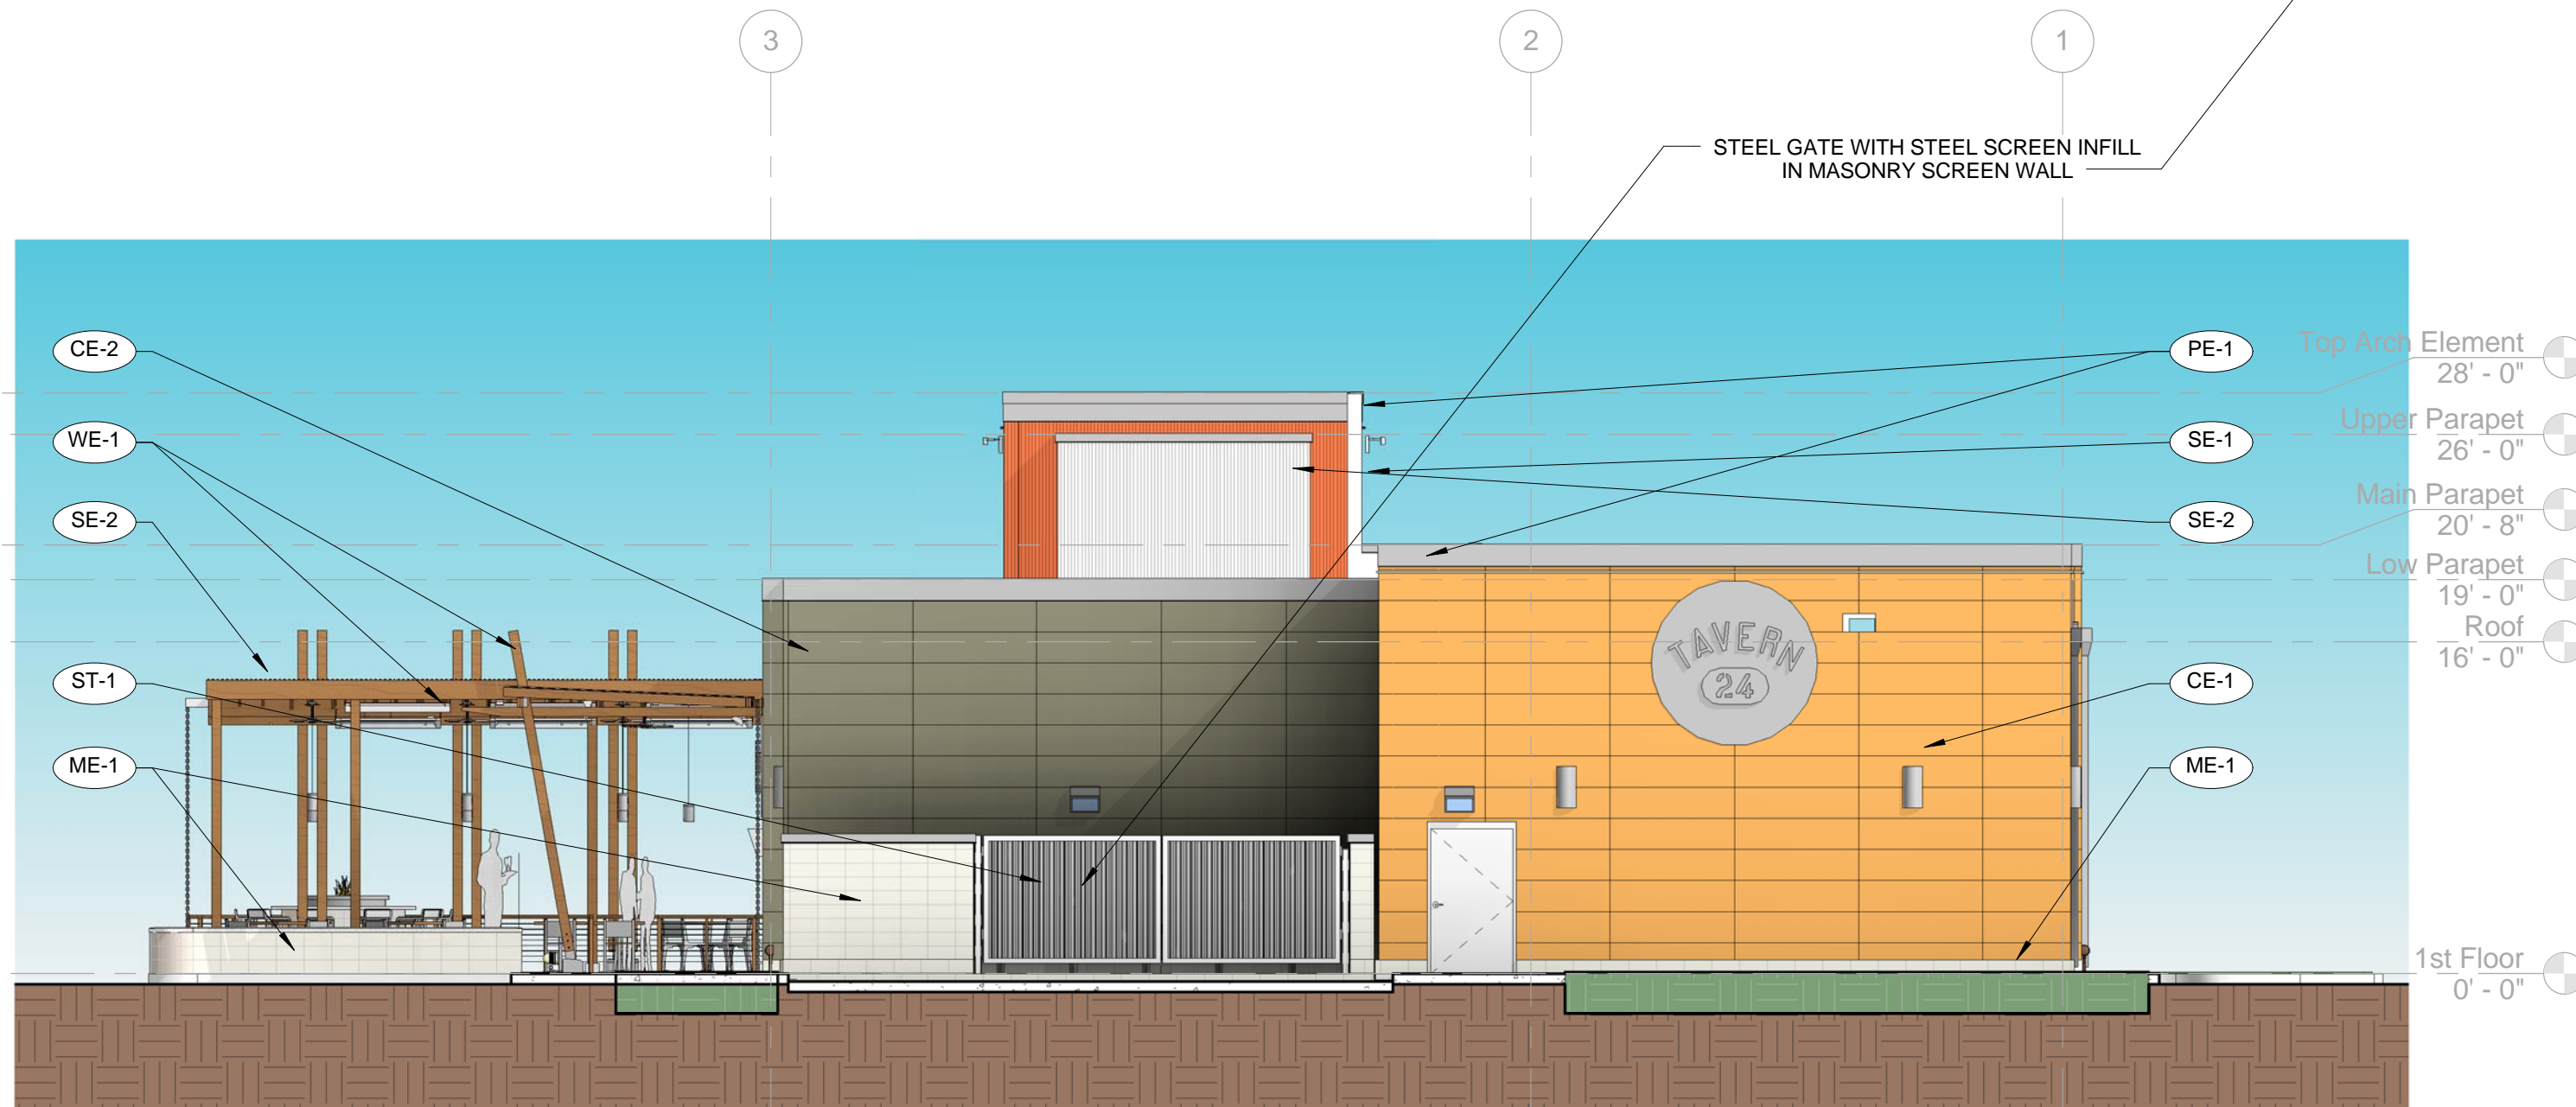 3
2
1
STEEL GATE WITH STEEL SCREEN INFILL
IN MASONRY SCREEN WALL
CE-2
WE-1
SE-2
ST-1
ME-1
TAVERN
24
PE-1
SE-1
SE-2
CE-1
ME-1
Top Arch Element
28' - 0"
Upper Parapet
26' - 0"
Main Parapet
20' - 8"
Low Parapet
19' - 0"
Roof
16' - 0"
1st Floor
0' - 0"